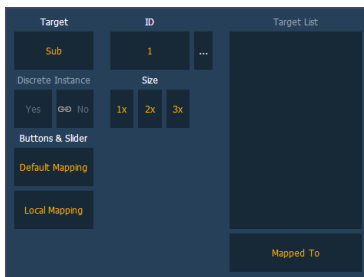 Target ID Target List
Sub 1 ...
Discrete Instance Size
Yes No 1x 2x 3x
Buttons & Slider
Default Mapping
Local Mapping
Mapped To